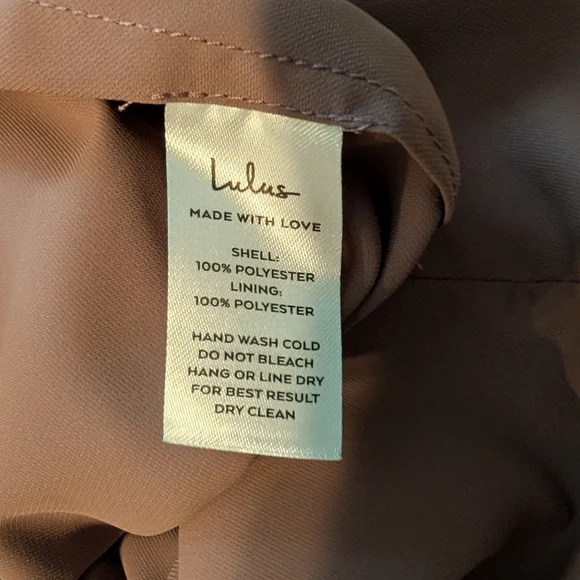 Lulus
MADE WITH LOVE
SHELL:
100% POLYESTER
LINING:
100% POLYESTER
HAND WASH COLD
DO NOT BLEACH
HANG OR LINE DRY
FOR BEST RESULT
DRY CLEAN